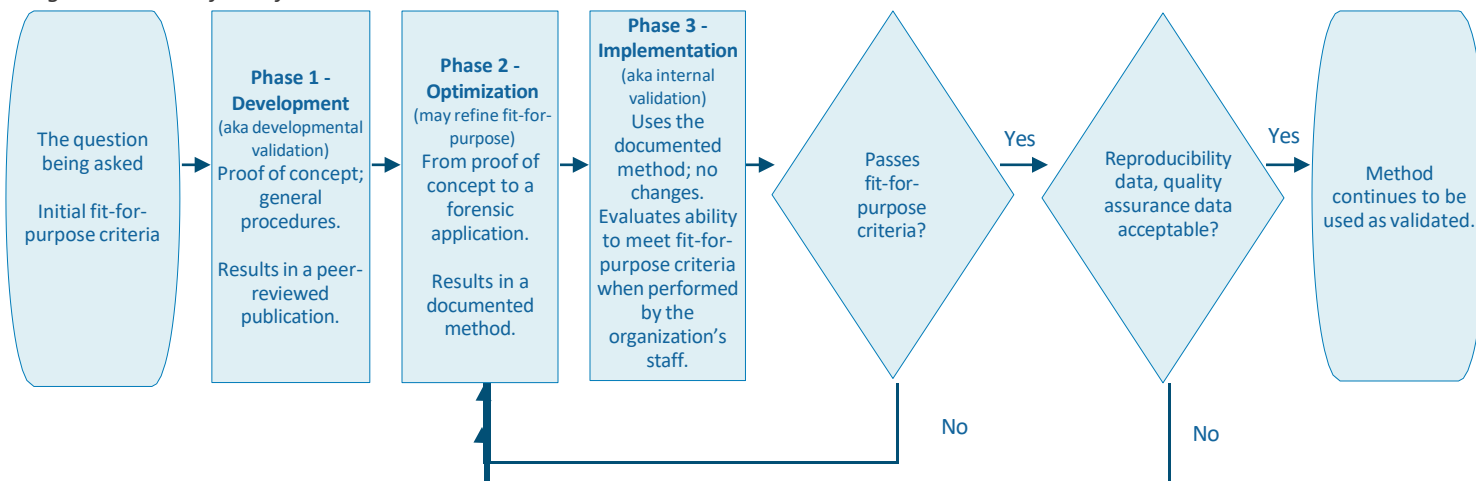 The question
being asked
Initial fit-for-
purpose criteria
Phase 1 -
Development
(aka developmental
validation)
Proof of concept;
general
procedures.
Results in a peer-
reviewed
publication.
Phase 2 -
Optimization
(may refine fit-for-
purpose)
From proof of
concept to a
forensic
application.
Results in a
documented
method.
Phase 3 -
Implementation
(aka internal
validation)
Uses the
documented
method; no
changes.
Evaluates ability
to meet fit-for-
purpose criteria
when performed
by the
organization's
staff.
Passes
fit-for-
purpose
criteria?
Yes
No
Reproducibility
data, quality
assurance data
acceptable?
Yes
No
Method
continues to be
used as validated.